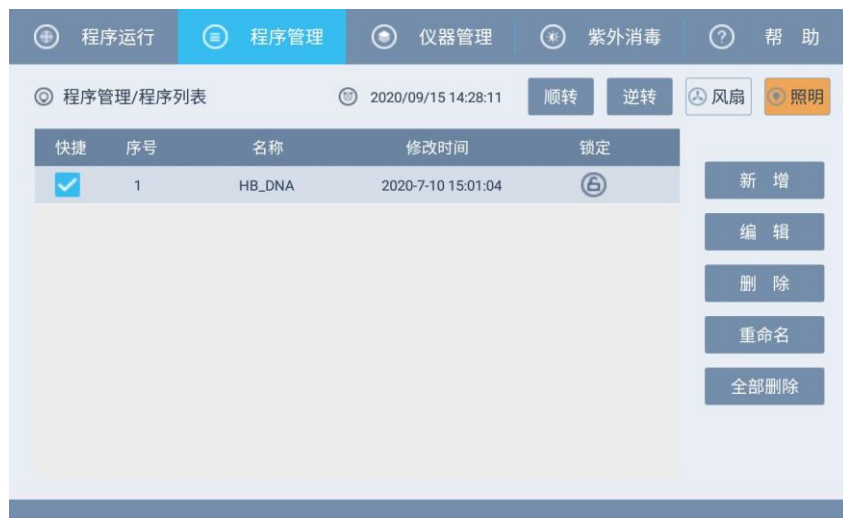 程序运行 程序管理 仪器管理 紫外消毒 帮 助
程序管理/程序列表 2020/09/15 14:28:11 顺转 逆转 风扇 照明
快捷 序号 名称 修改时间 锁定
1 HB_DNA 2020-7-10 15:01:04
新 增
编 辑
删 除
重命名
全部删除